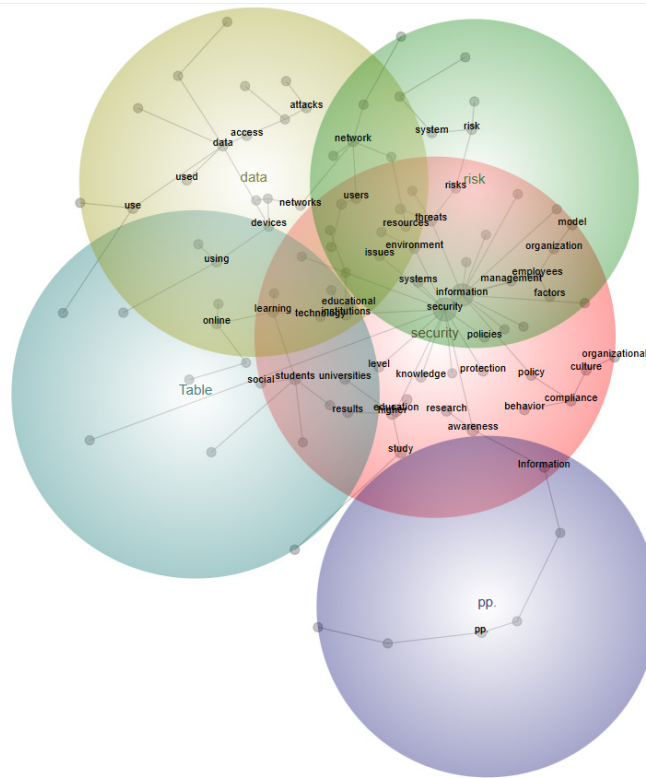 attacks
access
data
network
system
risk
data
risk
used
risks
use
users
networks
resources
threats
model
devices
environment
organization
issues
using
employees
systems
management
information
factors
educational
security
learning
technology
institutions
online
security
policies
organizational
level
culture
knowledge
protection
policy
social
students
universities
Table
compliance
results
education
higher
research
behavior
awareness
study
Information
pp.
pp.